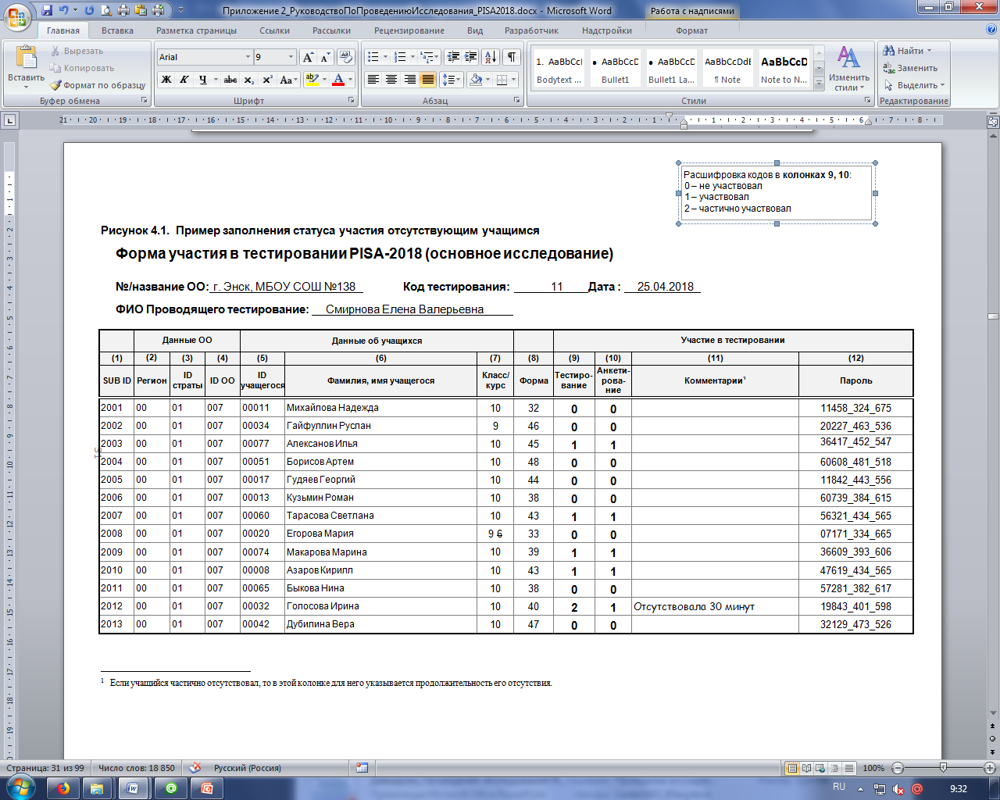 Приложение 2_РуководствоПоПроведениюИсследования_PISA2018.docx - Microsoft Word
Работа с надписями
Главная Вставка Разметка страницы Ссылки Рассылки Рецензирование Вид Разработчик Надстройки Формат
Вставить
Вырезать
Копировать
Формат по образцу
Буфер обмена
Arial 9
Ж К Ч abc x₂ x² Aa
Шрифт
Абзац
AaBbCcI AaBbCcD AaBbCcD AaBbCcDdE AaBbCcD
Bodytext ... Bullet1 Bullet1 La... ¶ Note Note to N...
Изменить стили
Стили
Найти
Заменить
Выделить
Редактирование
Расшифровка кодов в колонках 9, 10:
0 – не участвовал
1 – участвовал
2 – частично участвовал
Рисунок 4.1. Пример заполнения статуса участия отсутствующим учащимся
Форма участия в тестировании PISA-2018 (основное исследование)
№/название ОО: г. Энск, МБОУ СОШ №138 Код тестирования: 11 Дата : 25.04.2018
ФИО Проводящего тестирование: Смирнова Елена Валерьевна
Данные ОО Данные об учащихся Участие в тестировании
(1) (2) (3) (4) (5) (6) (7) (8) (9) (10) (11) (12)
SUB ID Регион ID страты ID ОО ID учащегося Фамилия, имя учащегося Класс/ курс Форма Тестиро-вание Анкети-рова-ние Комментарии¹ Пароль
2001 00 01 007 00011 Михайлова Надежда 10 32 0 0 11458_324_675
2002 00 01 007 00034 Гайфуллин Руслан 9 46 0 0 20227_463_536
2003 00 01 007 00077 Алексанов Илья 10 45 1 1 36417_452_547
2004 00 01 007 00051 Борисов Артем 10 48 0 0 60608_481_518
2005 00 01 007 00017 Гудяев Георгий 10 44 0 0 11842_443_556
2006 00 01 007 00013 Кузьмин Роман 10 38 0 0 60739_384_615
2007 00 01 007 00060 Тарасова Светлана 10 43 1 1 56321_434_565
2008 00 01 007 00020 Егорова Мария 9 6 33 0 0 07171_334_665
2009 00 01 007 00074 Макарова Марина 10 39 1 1 36609_393_606
2010 00 01 007 00008 Азаров Кирилл 10 43 1 1 47619_434_565
2011 00 01 007 00065 Быкова Нина 10 38 0 0 57281_382_617
2012 00 01 007 00032 Голосова Ирина 10 40 2 1 Отсутствовала 30 минут 19843_401_598
2013 00 01 007 00042 Дубилина Вера 10 47 0 0 32129_473_526
31
¹ Если учащийся частично отсутствовал, то в этой колонке для него указывается продолжительность его отсутствия.
Страница: 31 из 99 Число слов: 18 850 Русский (Россия) 100%
RU 9:32